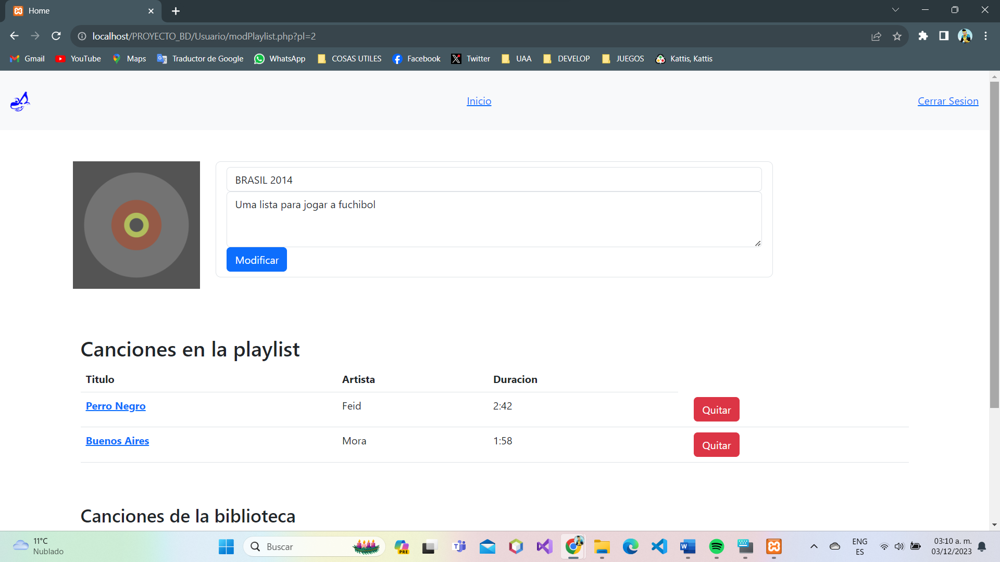 Home
localhost/PROYECTO_BD/Usuario/modPlaylist.php?pl=2
Gmail YouTube Maps Traductor de Google WhatsApp COSAS UTILES Facebook Twitter UAA DEVELOP JUEGOS Kattis, Kattis
Inicio Cerrar Sesion
BRASIL 2014
Uma lista para jogar a fuchibol
Modificar
Canciones en la playlist
Titulo Artista Duracion
Perro Negro Feid 2:42 Quitar
Buenos Aires Mora 1:58 Quitar
Canciones de la biblioteca
11°C
Nublado
Buscar
PRE
ENG
ES
03:10 a. m.
03/12/2023